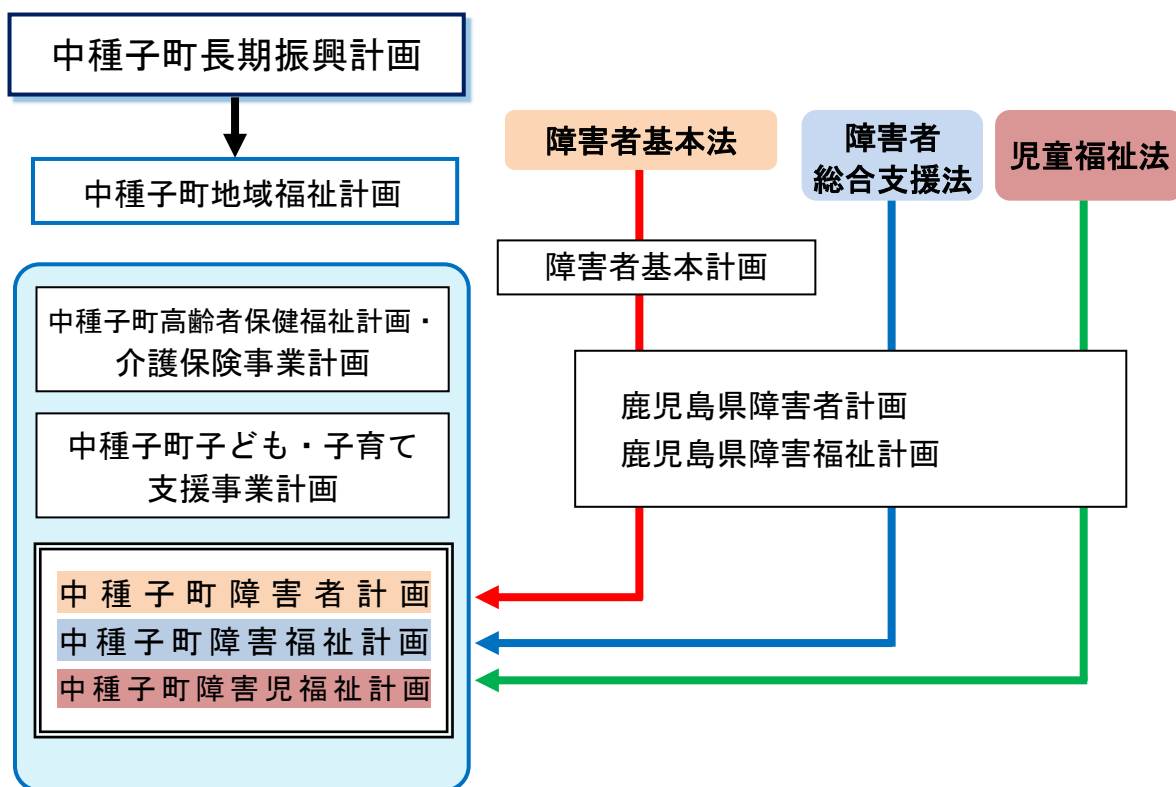 中種子町長期振興計画
中種子町地域福祉計画
中種子町高齢者保健福祉計画・
介護保険事業計画
中種子町子ども・子育て
支援事業計画
中種子町障害者計画
中種子町障害福祉計画
中種子町障害児福祉計画
障害者基本法
障害者
総合支援法
児童福祉法
障害者基本計画
鹿児島県障害者計画
鹿児島県障害福祉計画